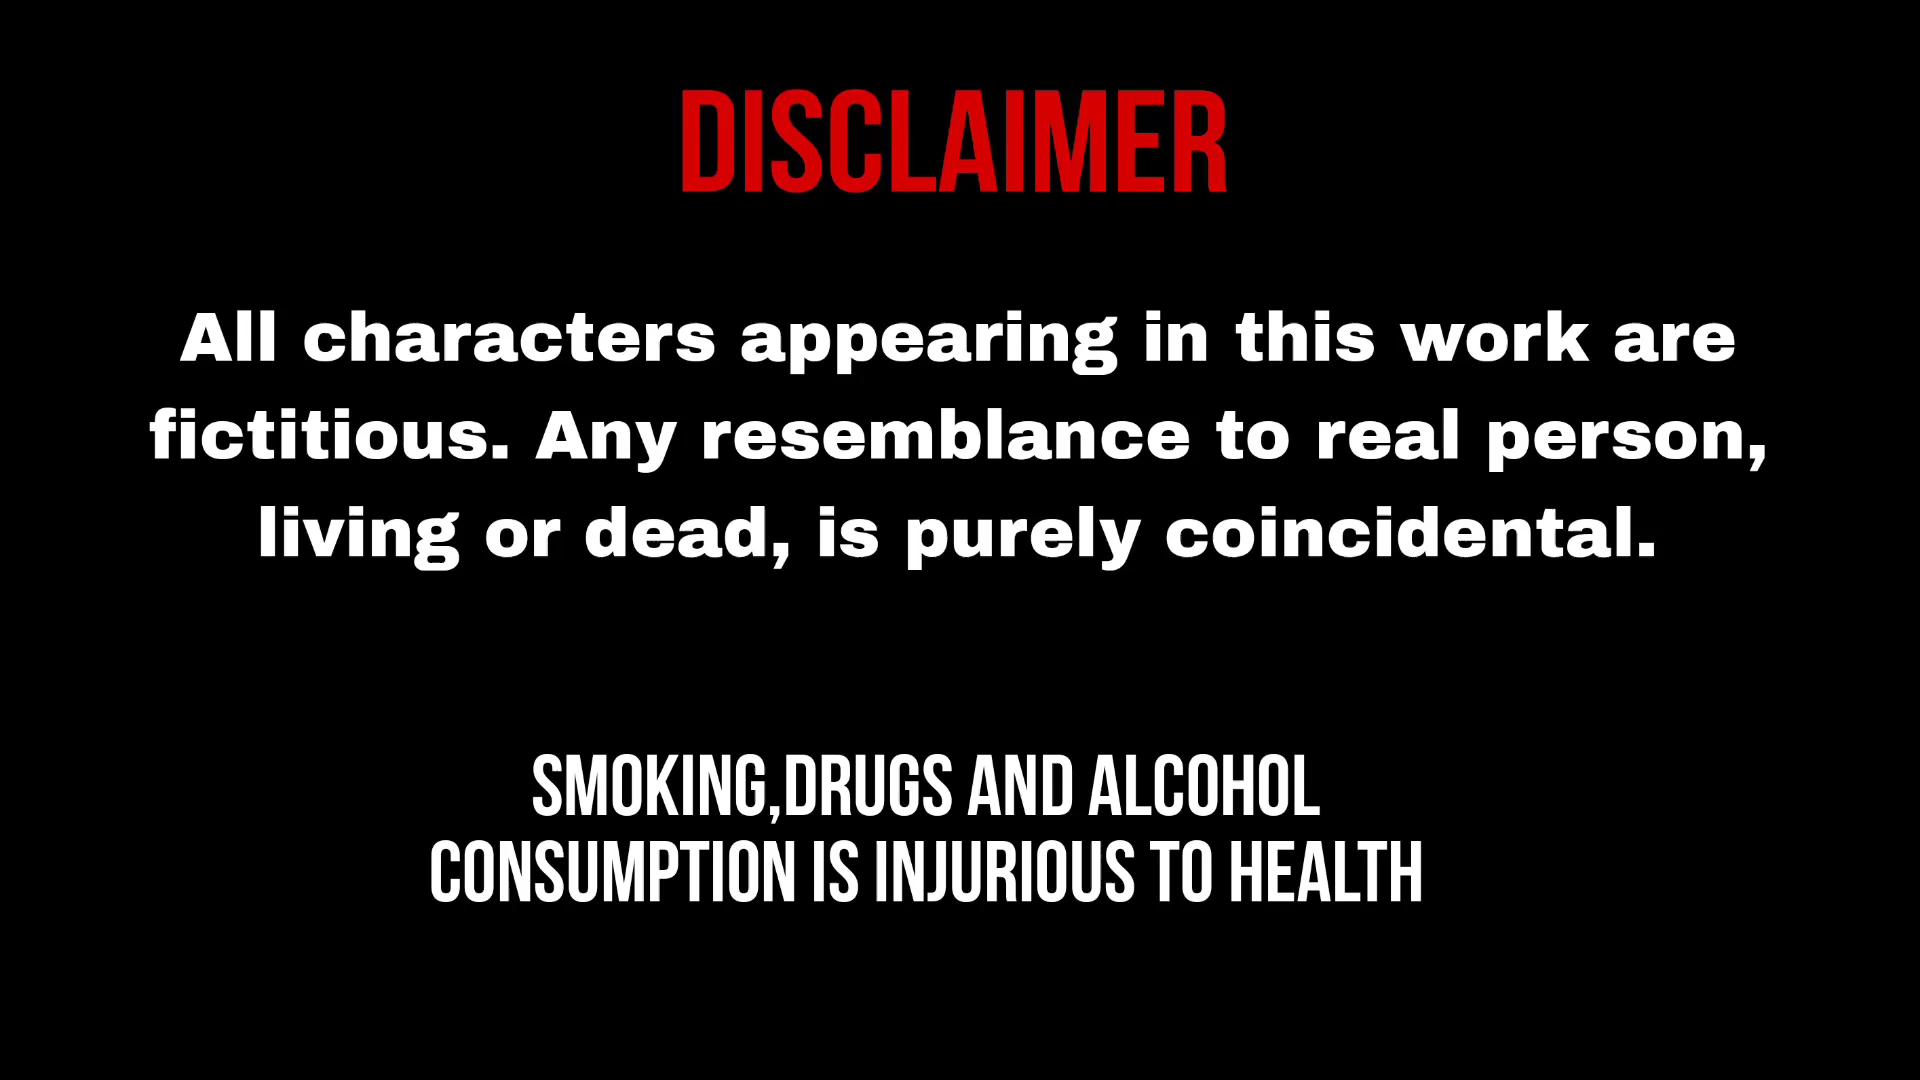 DISCLAIMER
All characters appearing in this work are
fictitious. Any resemblance to real person,
living or dead, is purely coincidental.
SMOKING,DRUGS AND ALCOHOL
CONSUMPTION IS INJURIOUS TO HEALTH